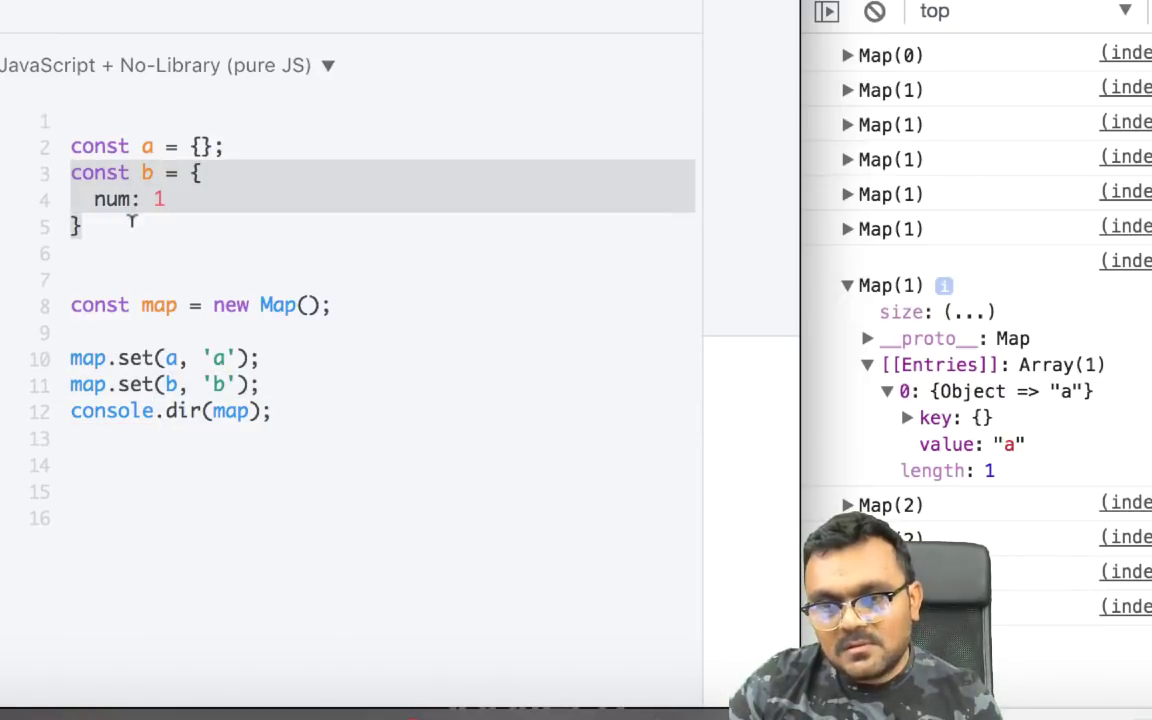 JavaScript + No-Library (pure JS) ▼
1
2 const a = {};
3 const b = {
4 num: 1
5 }
6
7
8 const map = new Map();
9
10 map.set(a, 'a');
11 map.set(b, 'b');
12 console.dir(map);
13
14
15
16
top ▼
▶ Map(0) (inde
▶ Map(1) (inde
▶ Map(1) (inde
▶ Map(1) (inde
▶ Map(1) (inde
▶ Map(1) (inde
(inde
▼ Map(1) i
size: (...)
▶ __proto__: Map
▼ [[Entries]]: Array(1)
▼ 0: {Object => "a"}
▶ key: {}
value: "a"
length: 1
▶ Map(2) (inde
2) (inde
(inde
(inde